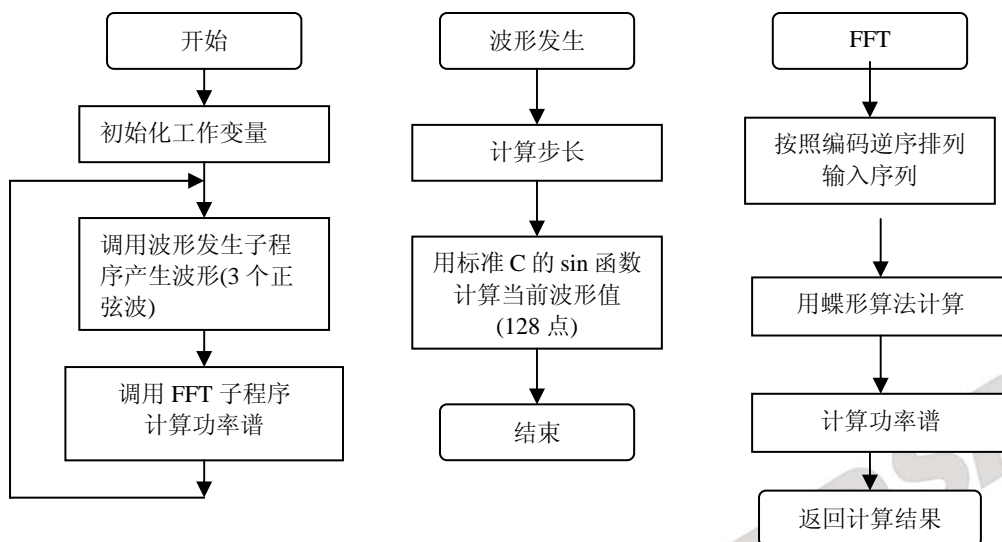 开始
初始化工作变量
调用波形发生子程
序产生波形(3 个正
弦波)
调用 FFT 子程序
计算功率谱
波形发生
计算步长
用标准 C 的 sin 函数
计算当前波形值
(128 点)
结束
FFT
按照编码逆序排列
输入序列
用蝶形算法计算
计算功率谱
返回计算结果